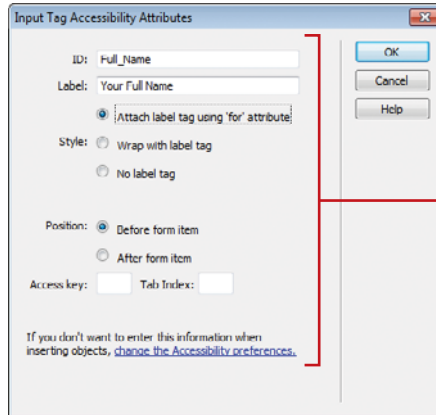 Input Tag Accessibility Attributes
ID: Full_Name
OK
Label: Your Full Name
Cancel
Attach label tag using 'for' attribute
Help
Style: Wrap with label tag
No label tag
Position: Before form item
After form item
Access key: Tab Index:
If you don't want to enter this information when
inserting objects, change the Accessibility preferences.